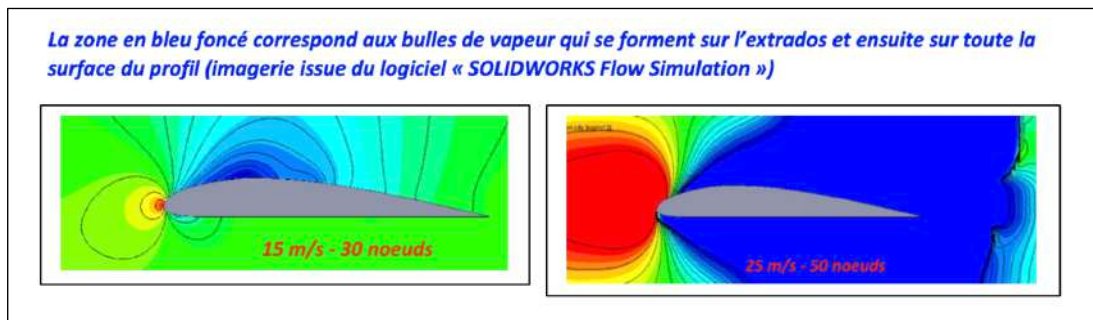 La zone en bleu foncé correspond aux bulles de vapeur qui se forment sur l'extrados et ensuite sur toute la
surface du profil (imagerie issue du logiciel « SOLIDWORKS Flow Simulation »)
15 m/s - 30 noeuds
25 m/s - 50 noeuds